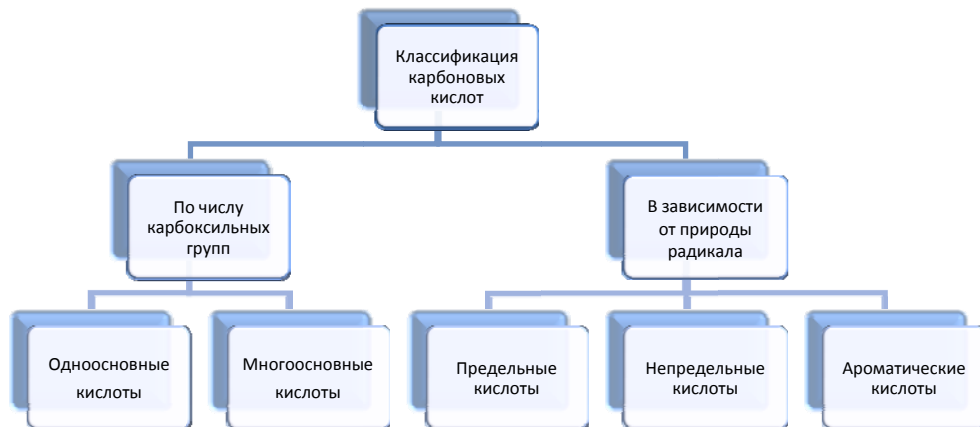 Классификация
карбоновых
кислот
По числу
карбоксильных
групп
В зависимости
от природы
радикала
Одноосновные
кислоты
Многоосновные
кислоты
Предельные
кислоты
Непредельные
кислоты
Ароматические
кислоты